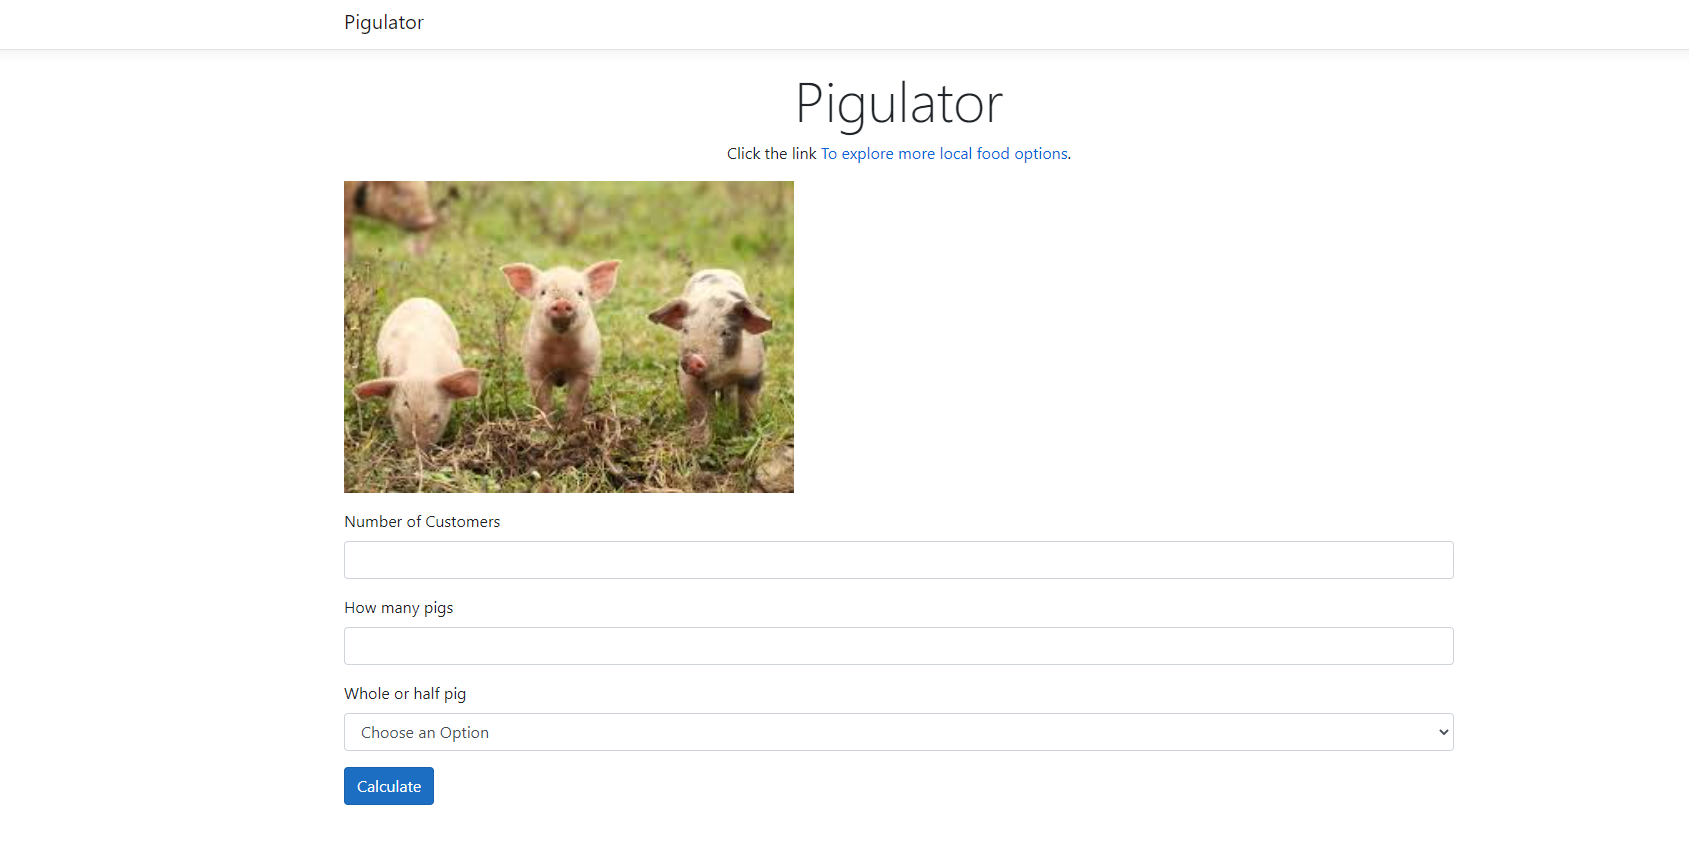 Pigulator
Pigulator
Click the link To explore more local food options.
Number of Customers
How many pigs
Whole or half pig
Choose an Option
Calculate